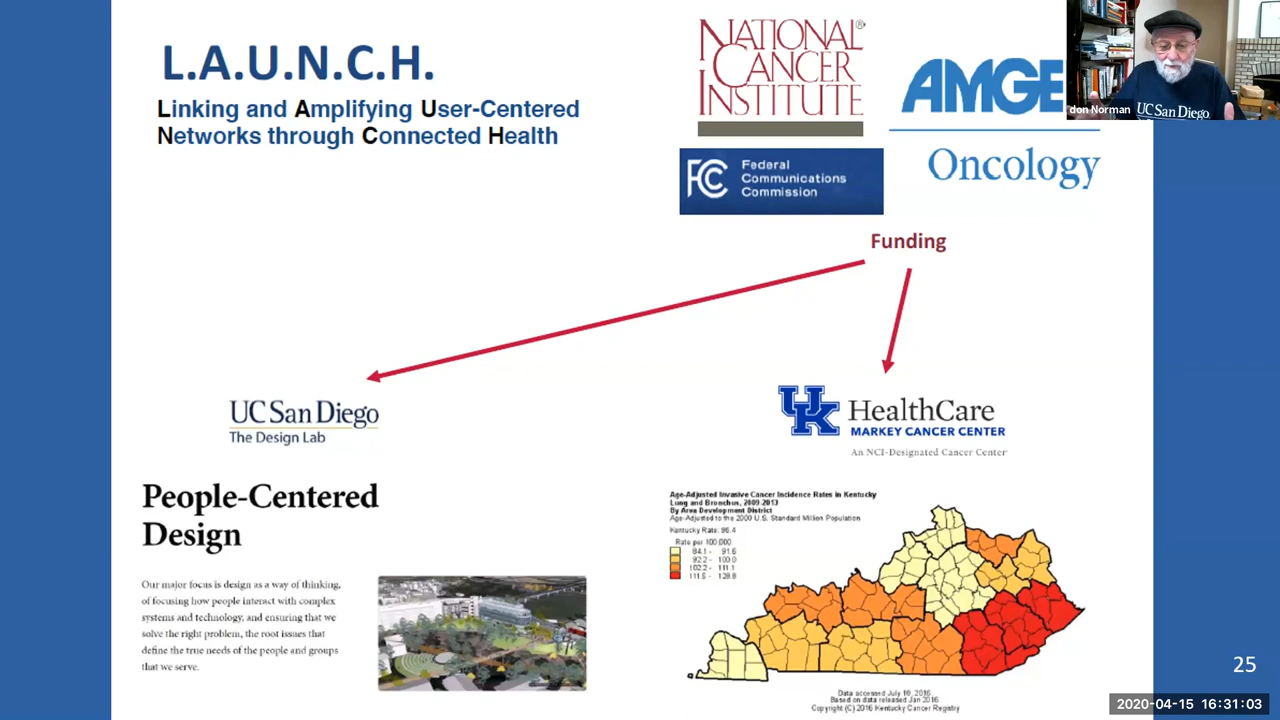 L.A.U.N.C.H.
Linking and Amplifying User-Centered
Networks through Connected Health
NATIONAL®
CANCER
INSTITUTE
AMGE
Oncology
FCC
Federal
Communications
Commission
don Norman
UC San Diego
Funding
UC San Diego
The Design Lab
UK
HealthCare
MARKEY CANCER CENTER
An NCI-Designated Cancer Center
People-Centered
Design
Our major focus is design as a way of thinking,
of focusing how people interact with complex
systems and technology, and ensuring that we
solve the right problem, the root issues that
define the true needs of the people and groups
that we serve.
Age-Adjusted Invasive Cancer Incidence Rates in Kentucky
Lung and Bronchus, 2009-2013
By Area Development District
Age-Adjusted to the 2000 U.S. Standard Million Population
Kentucky Rate: 96.4
Rate per 100,000
84.1 - 91.6
92.2 - 100.0
102.2 - 111.1
111.5 - 128.8
Data accessed July 10, 2016.
Based on data released Jan 2016
Copyright (C) 2016 Kentucky Cancer Registry
25
2020-04-15 16:31:03